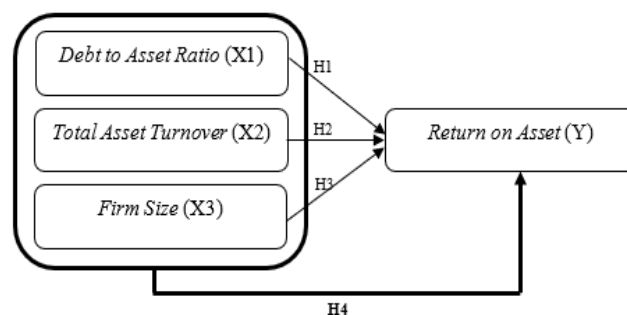 Debt to Asset Ratio (X1)
H1
Total Asset Turnover (X2)
H2
Return on Asset (Y)
H3
Firm Size (X3)
H4